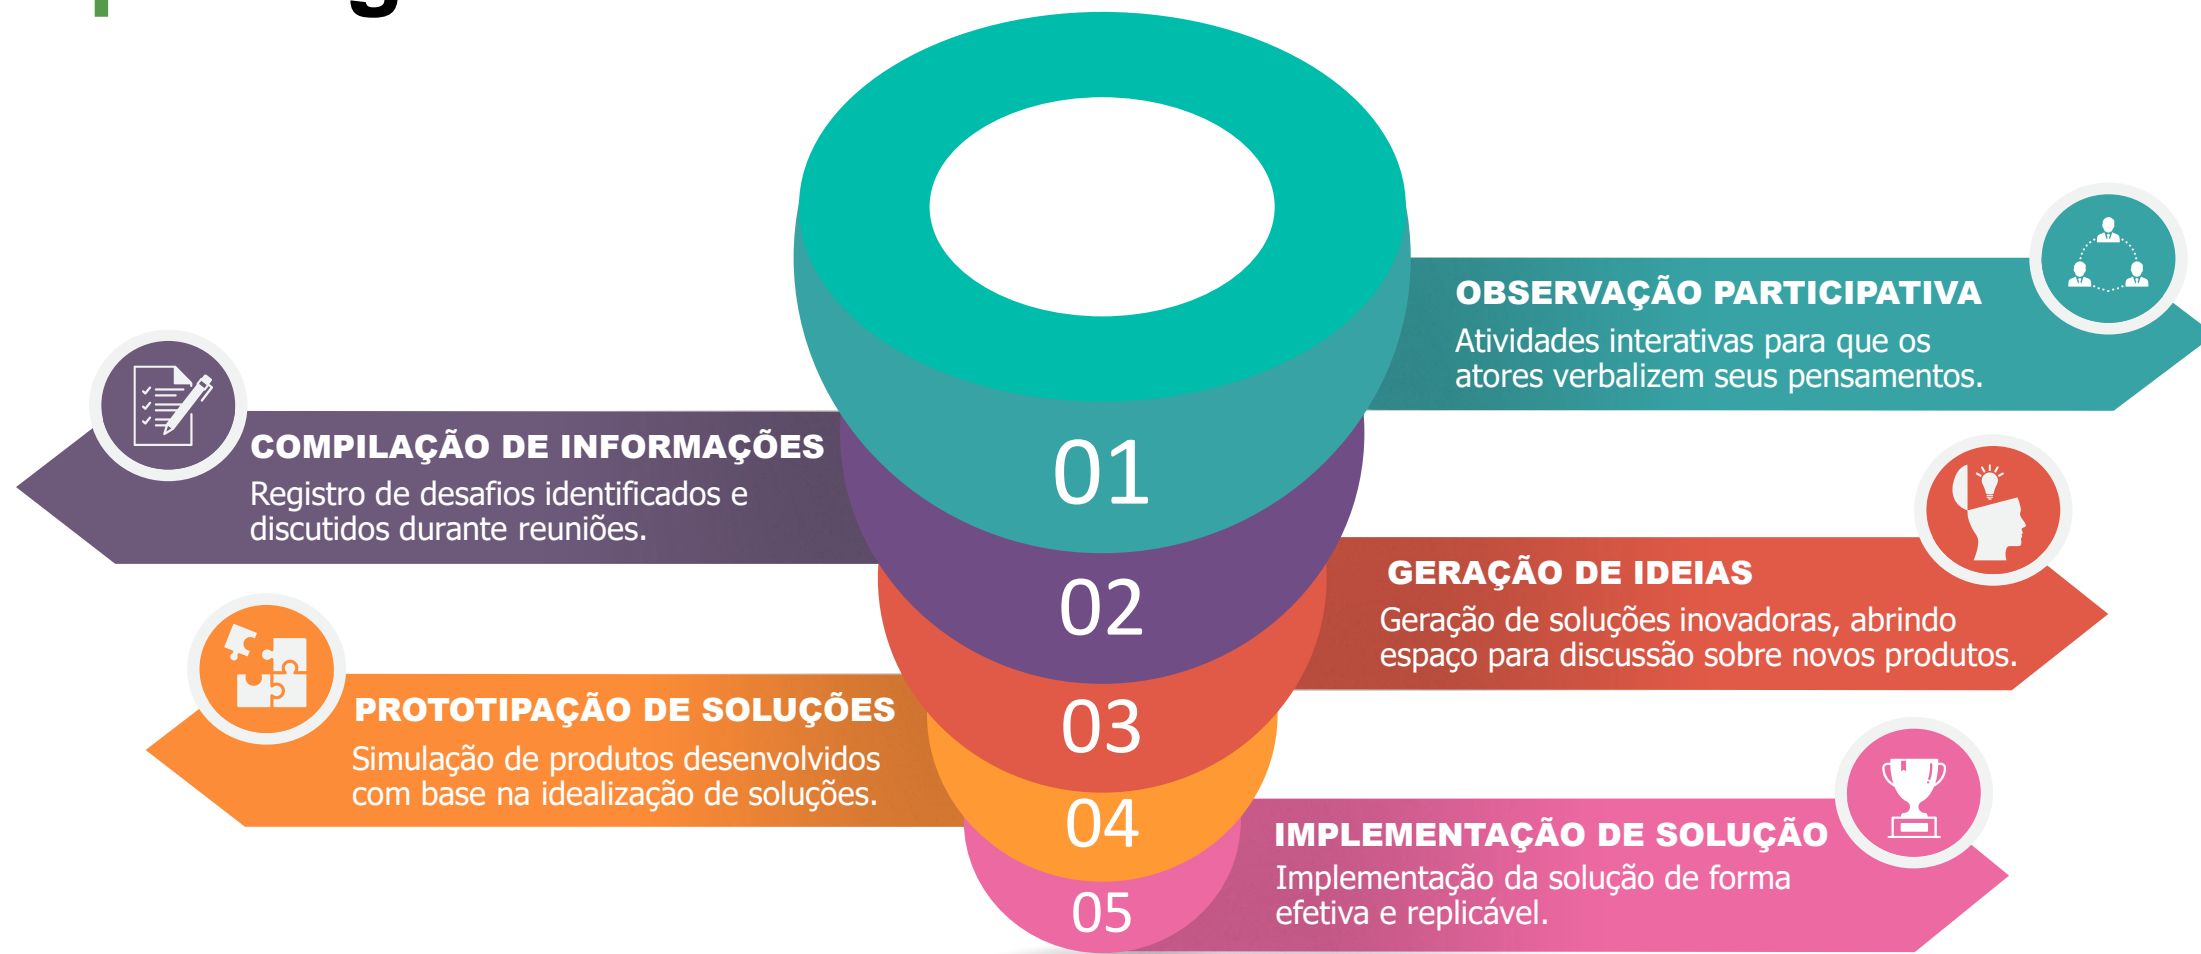 01
OBSERVAÇÃO PARTICIPATIVA
Atividades interativas para que os
atores verbalizem seus pensamentos.
02
COMPILAÇÃO DE INFORMAÇÕES
Registro de desafios identificados e
discutidos durante reuniões.
03
GERAÇÃO DE IDEIAS
Geração de soluções inovadoras, abrindo
espaço para discussão sobre novos produtos.
04
PROTOTIPAÇÃO DE SOLUÇÕES
Simulação de produtos desenvolvidos
com base na idealização de soluções.
05
IMPLEMENTAÇÃO DE SOLUÇÃO
Implementação da solução de forma
efetiva e replicável.